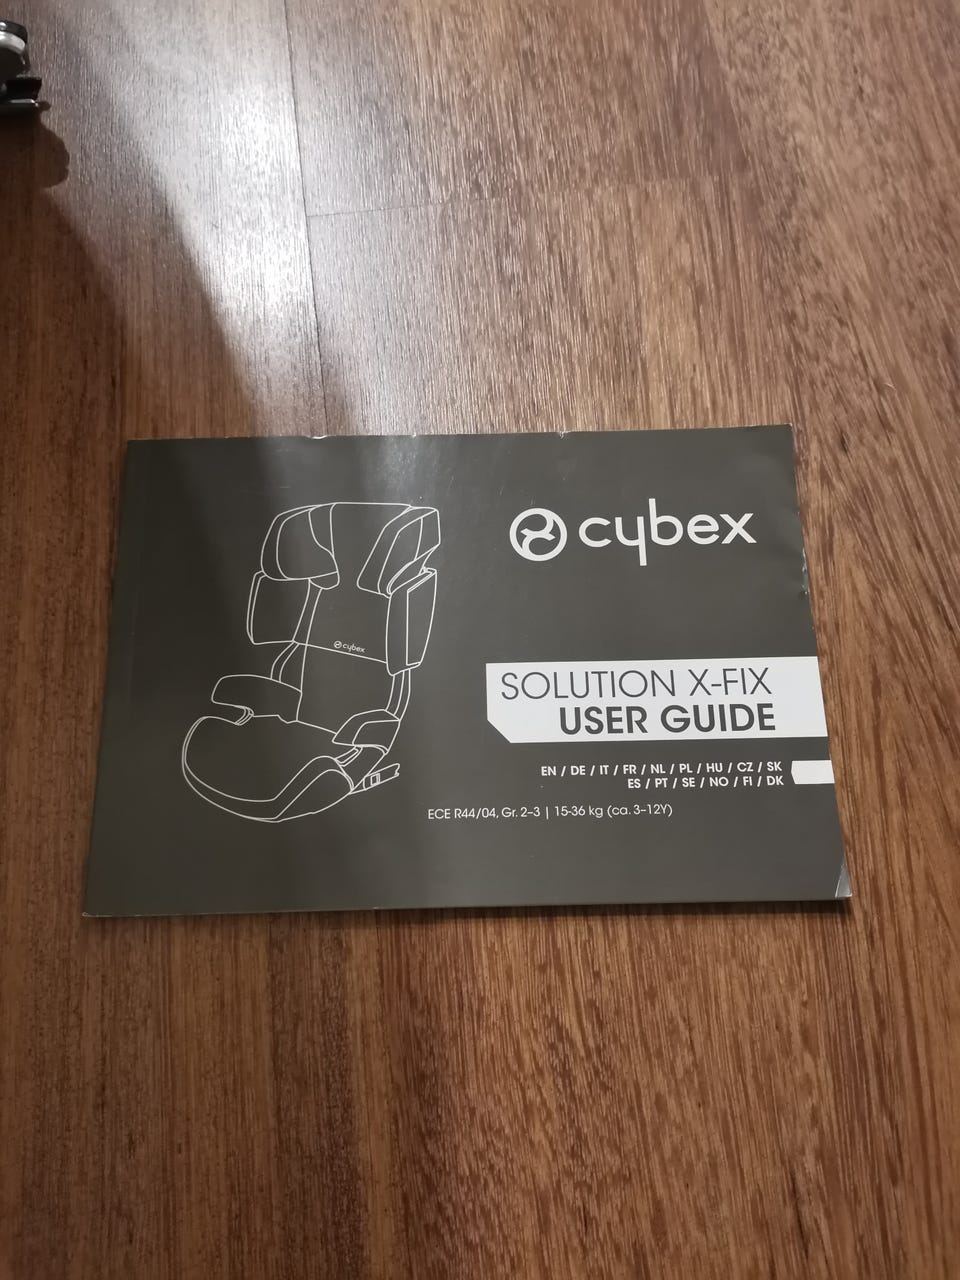 cybex
cybex
SOLUTION X-FIX
USER GUIDE
EN / DE / IT / FR / NL / PL / HU / CZ / SK
ES / PT / SE / NO / FI / DK
ECE R44/04, Gr. 2-3 | 15-36 kg (ca. 3-12Y)